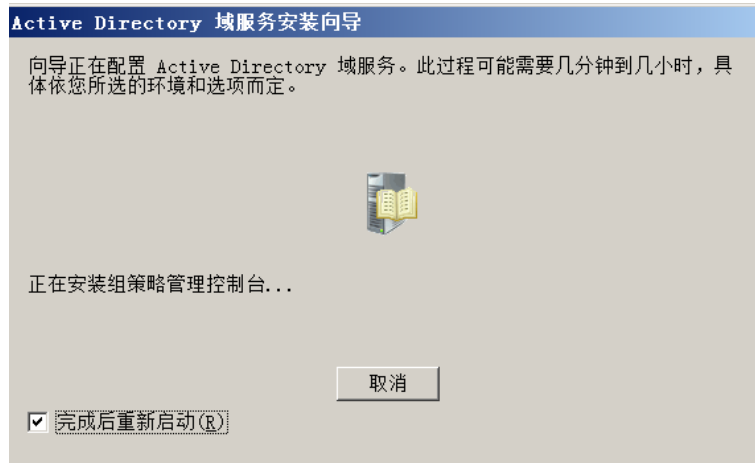 Active Directory 域服务安装向导
向导正在配置 Active Directory 域服务。此过程可能需要几分钟到几小时，具
体依您所选的环境和选项而定。
正在安装组策略管理控制台...
取消
完成后重新启动(R)